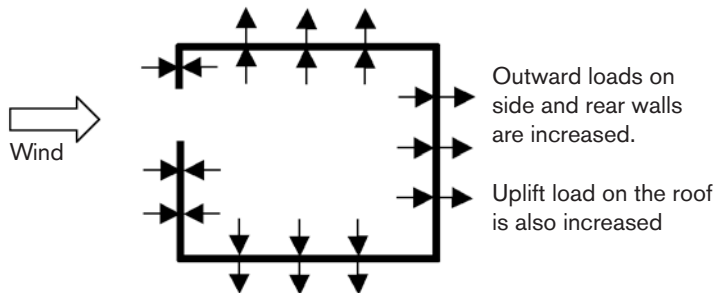 Wind
Outward loads on
side and rear walls
are increased.
Uplift load on the roof
is also increased